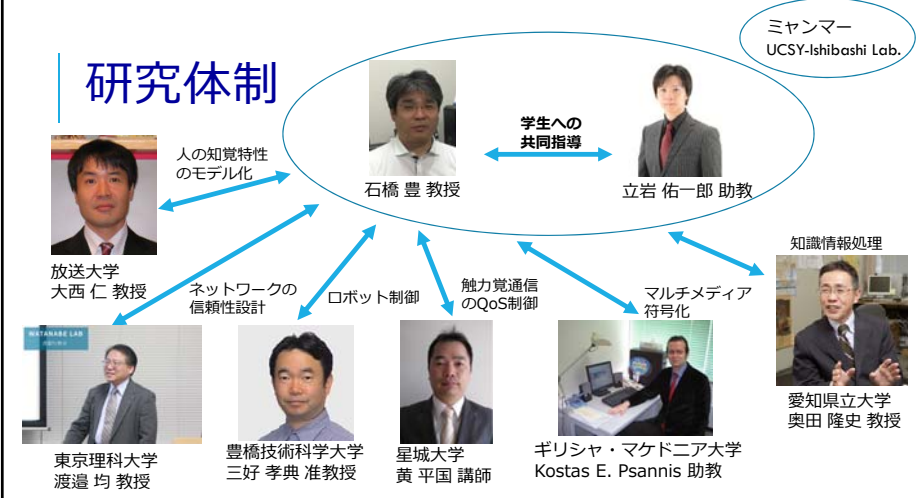 ミャンマー
UCSY-Ishibashi Lab.
研究体制
学生への
共同指導
石橋 豊 教授
立岩 佑一郎 助教
人の知覚特性
のモデル化
放送大学
大西 仁 教授
ネットワークの
信頼性設計
ロボット制御
触力覚通信
のQoS制御
マルチメディア
符号化
知識情報処理
WATANABE LAB
東京理科大学
渡邉 均 教授
豊橋技術科学大学
三好 孝典 准教授
星城大学
黄 平国 講師
ギリシャ・マケドニア大学
Kostas E. Psannis 助教
愛知県立大学
奥田 隆史 教授